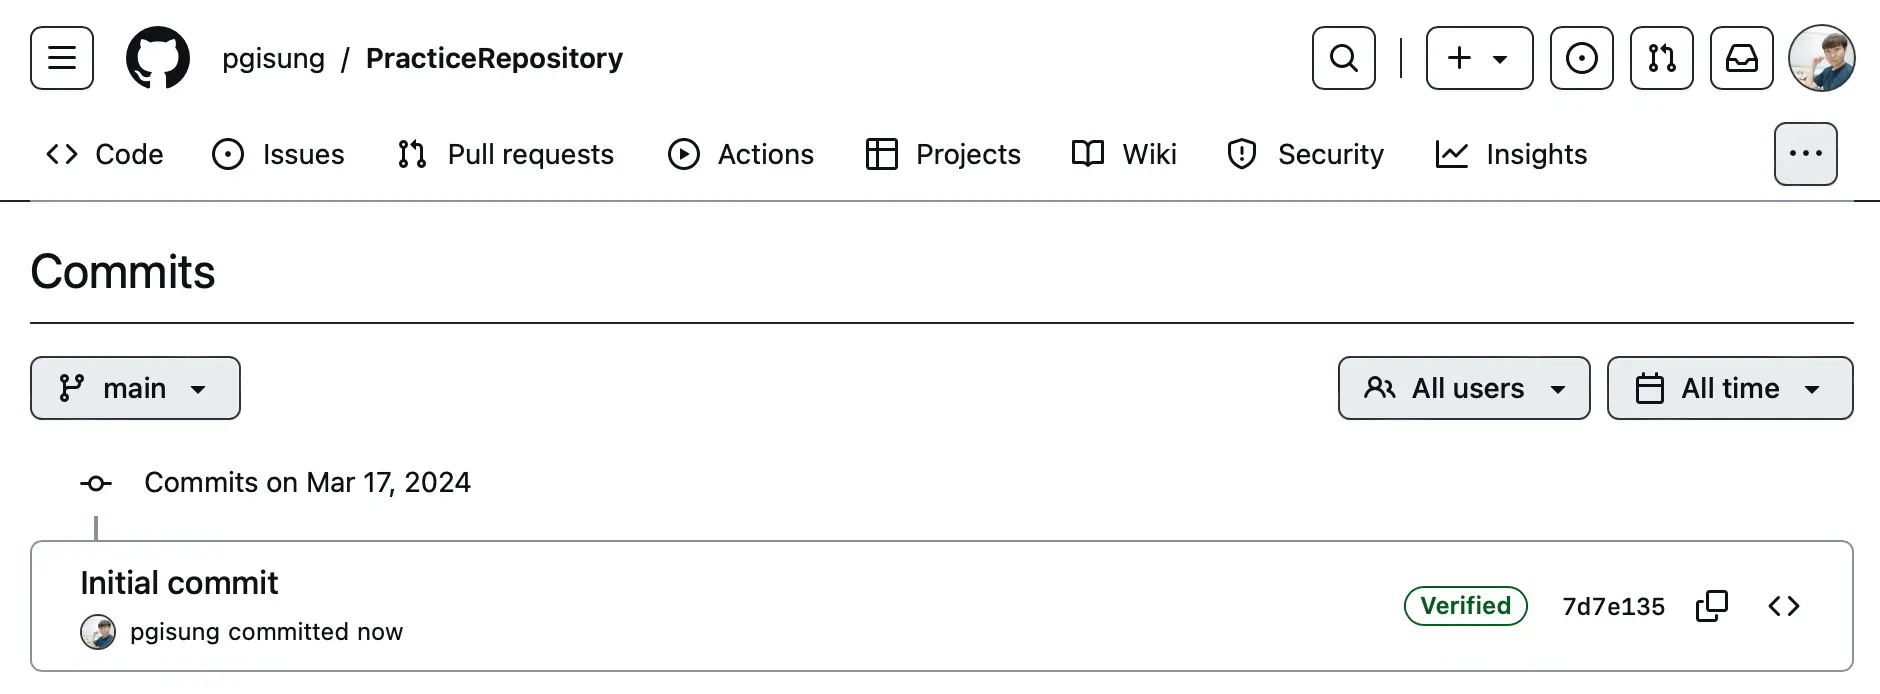 pgisung / PracticeRepository
Code Issues Pull requests Actions Projects Wiki Security Insights
Commits
main All users All time
Commits on Mar 17, 2024
Initial commit
pgisung committed now
Verified 7d7e135